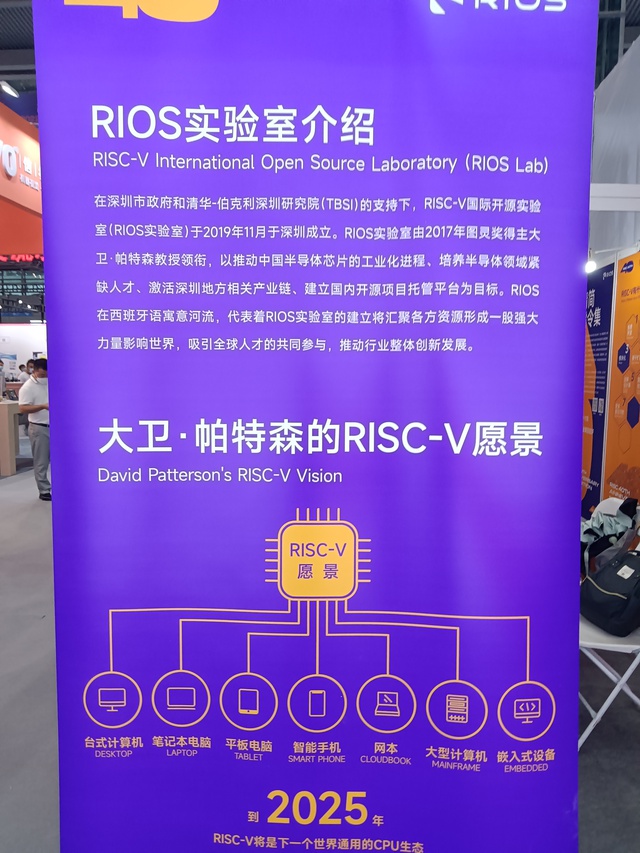 40
RIOS
RIOS实验室介绍
RISC-V International Open Source Laboratory (RIOS Lab)
在深圳市政府和清华-伯克利深圳研究院(TBSI)的支持下，RISC-V国际开源实验
室(RIOS实验室)于2019年11月于深圳成立。RIOS实验室由2017年图灵奖得主大
卫·帕特森教授领衔，以推动中国半导体芯片的工业化进程、培养半导体领域紧
缺人才、激活深圳地方相关产业链、建立国内开源项目托管平台为目标。RIOS
在西班牙语寓意河流，代表着RIOS实验室的建立将汇聚各方资源形成一股强大
力量影响世界，吸引全球人才的共同参与，推动行业整体创新发展。
大卫·帕特森的RISC-V愿景
David Patterson's RISC-V Vision
RISC-V
愿景
台式计算机
DESKTOP
笔记本电脑
LAPTOP
平板电脑
TABLET
智能手机
SMART PHONE
网本
CLOUDBOOK
大型计算机
MAINFRAME
嵌入式设备
EMBEDDED
到2025年
RISC-V将是下一个世界通用的CPU生态